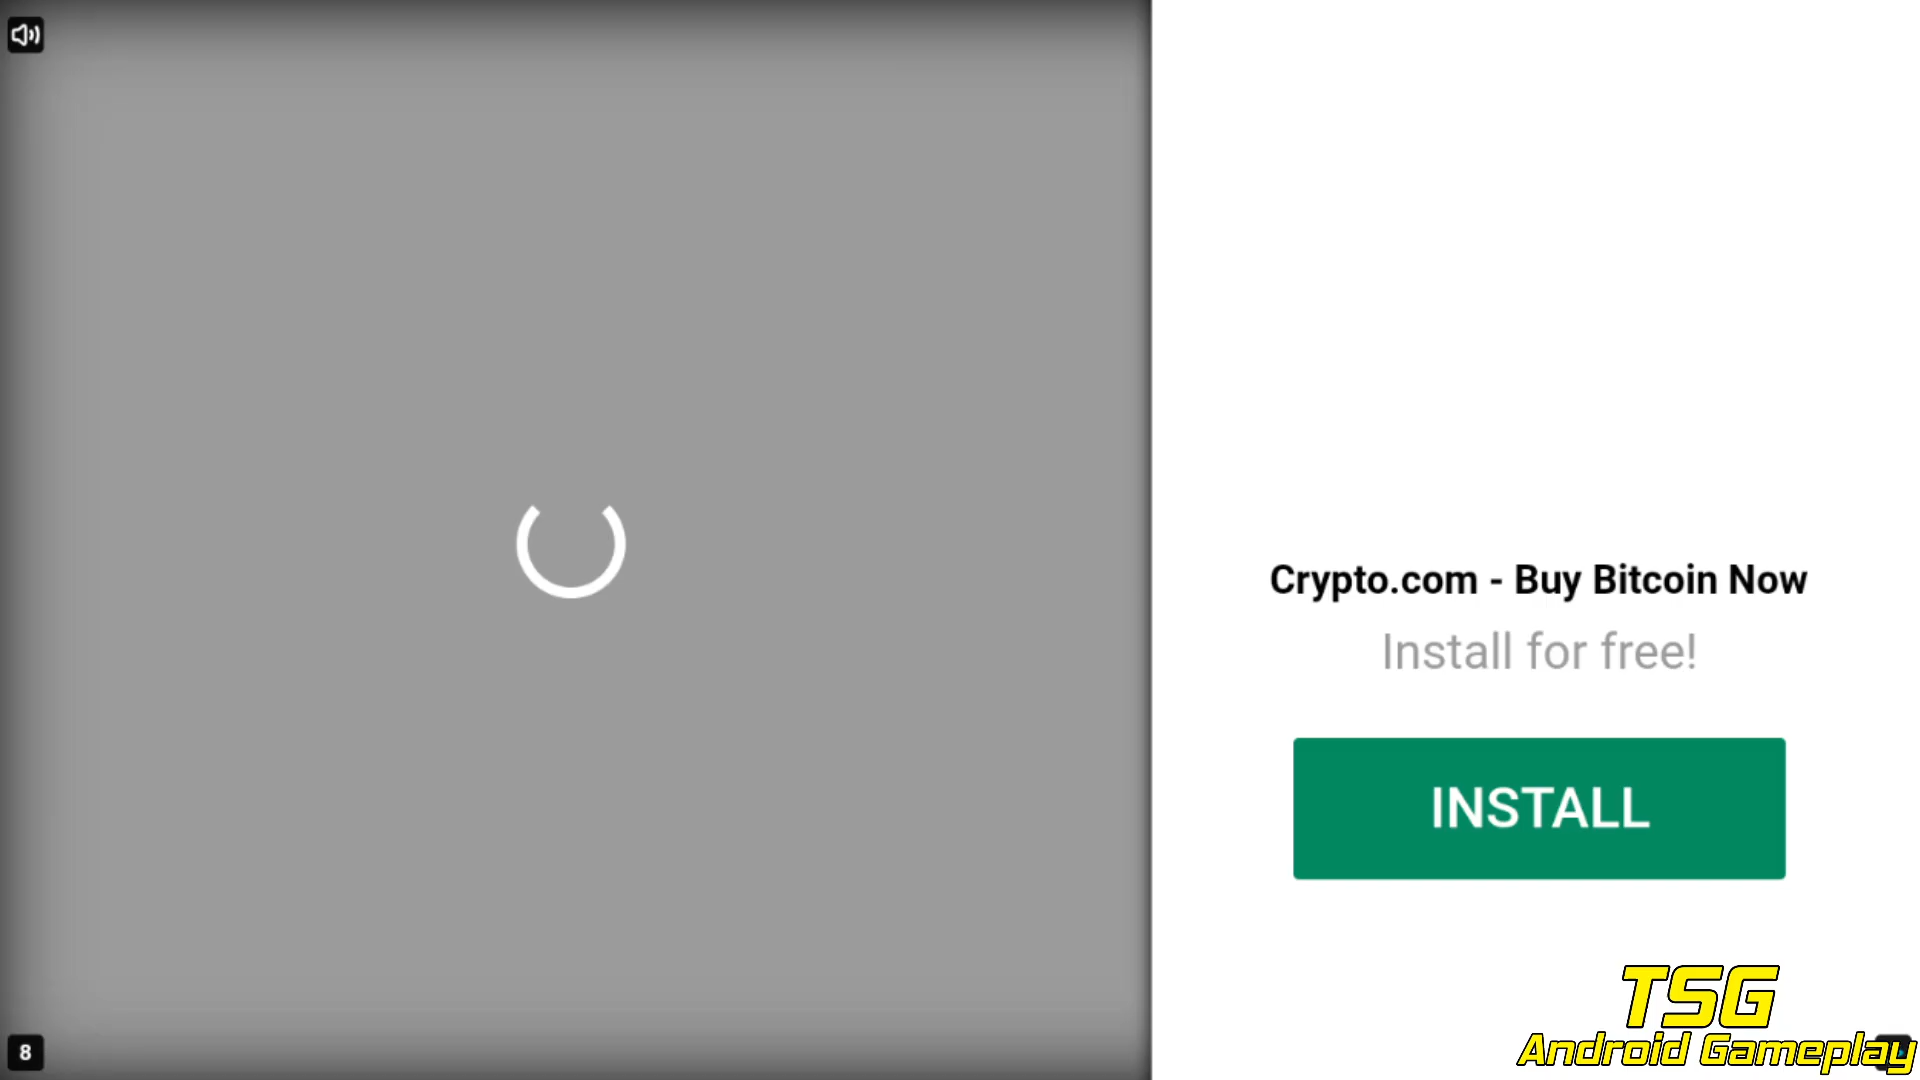 Crypto.com - Buy Bitcoin Now
Install for free!
INSTALL
8
TSG
Android Gameplay